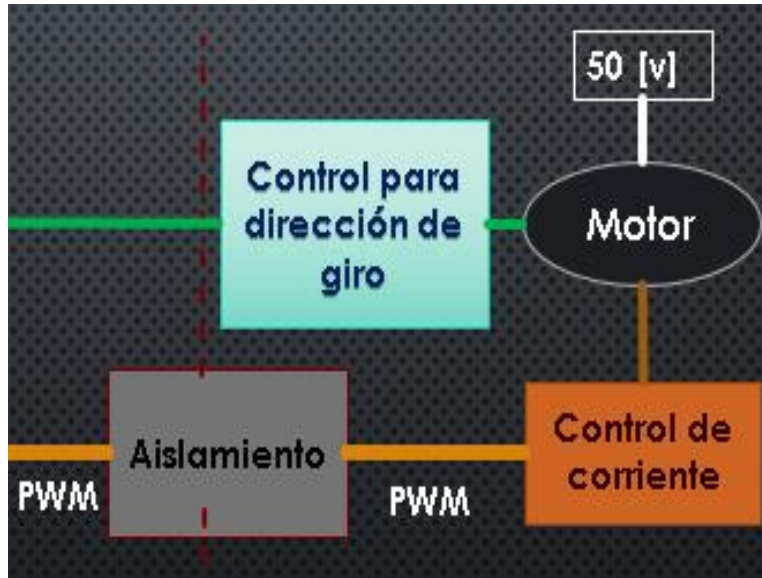 50 [v]
Control para
dirección de
giro
Motor
Aislamiento
Control de
corriente
PWM
PWM